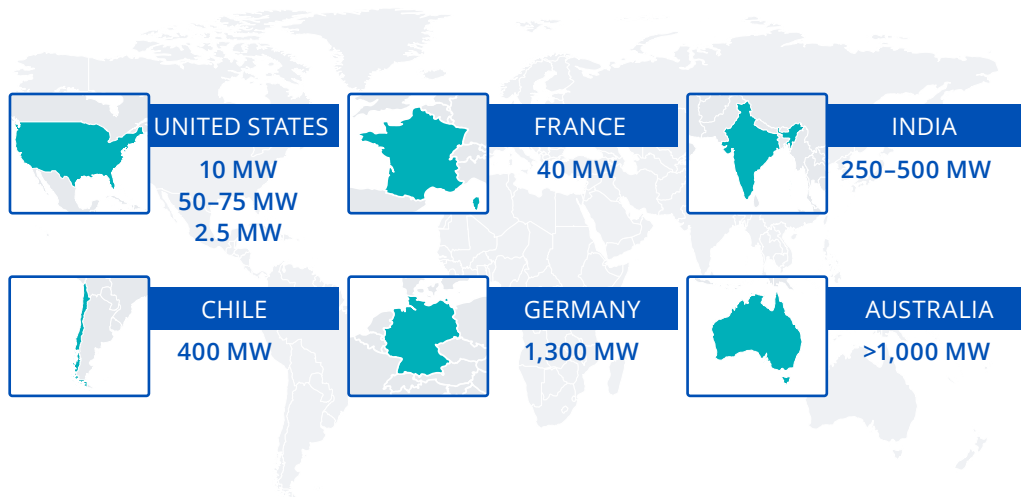 UNITED STATES
10 MW
50–75 MW
2.5 MW
FRANCE
40 MW
INDIA
250–500 MW
CHILE
400 MW
GERMANY
1,300 MW
AUSTRALIA
>1,000 MW